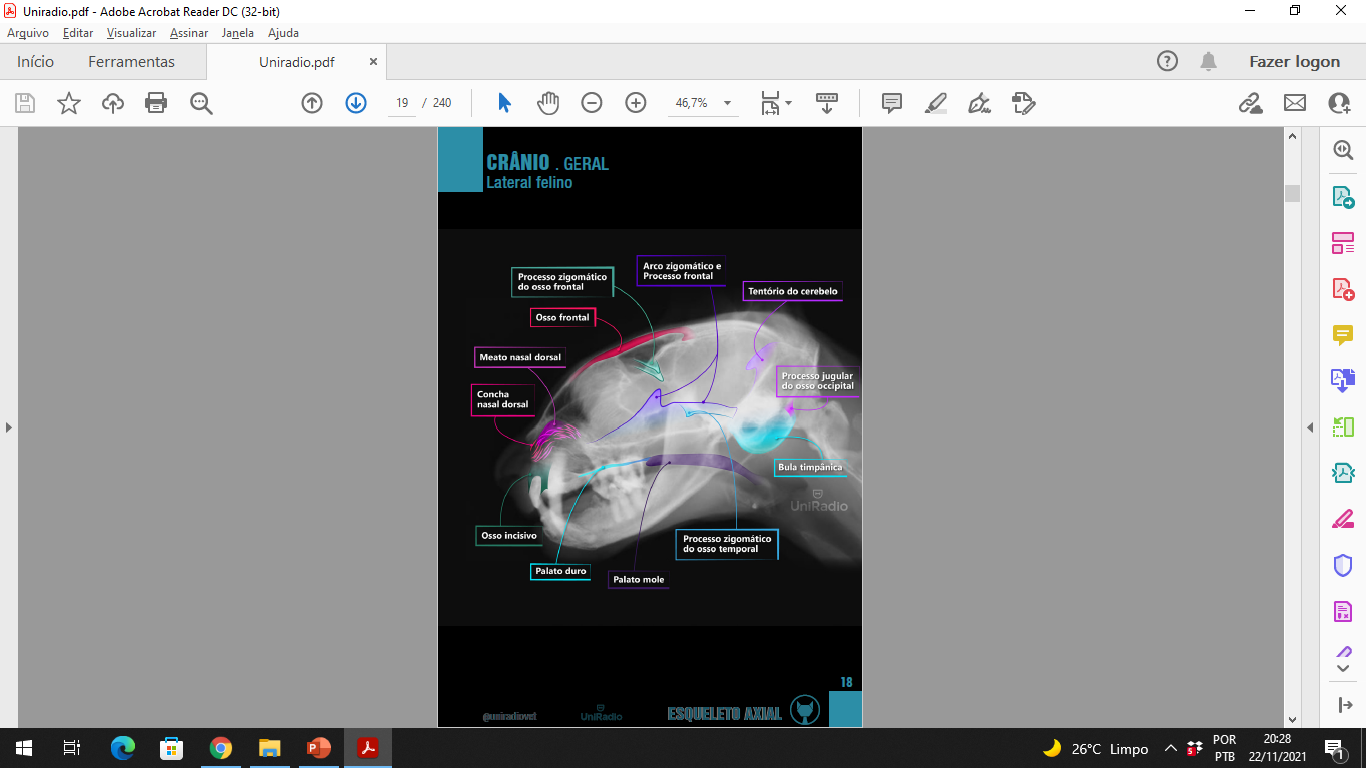 Uniradio.pdf - Adobe Acrobat Reader DC (32-bit)
Arquivo Editar Visualizar Assinar Janela Ajuda
Início Ferramentas Uniradio.pdf × Fazer logon
19 / 240 46,7%
CRÂNIO . GERAL
Lateral felino
Arco zigomático e
Processo frontal
Processo zigomático
do osso frontal
Tentório do cerebelo
Osso frontal
Meato nasal dorsal
Processo jugular
do osso occipital
Concha
nasal dorsal
Bula timpânica
UniRadio
Osso incisivo
Processo zigomático
do osso temporal
Palato duro
Palato mole
18
@uniradiovet UniRadio ESQUELETO AXIAL
26°C Limpo
POR
PTB
20:28
22/11/2021
1